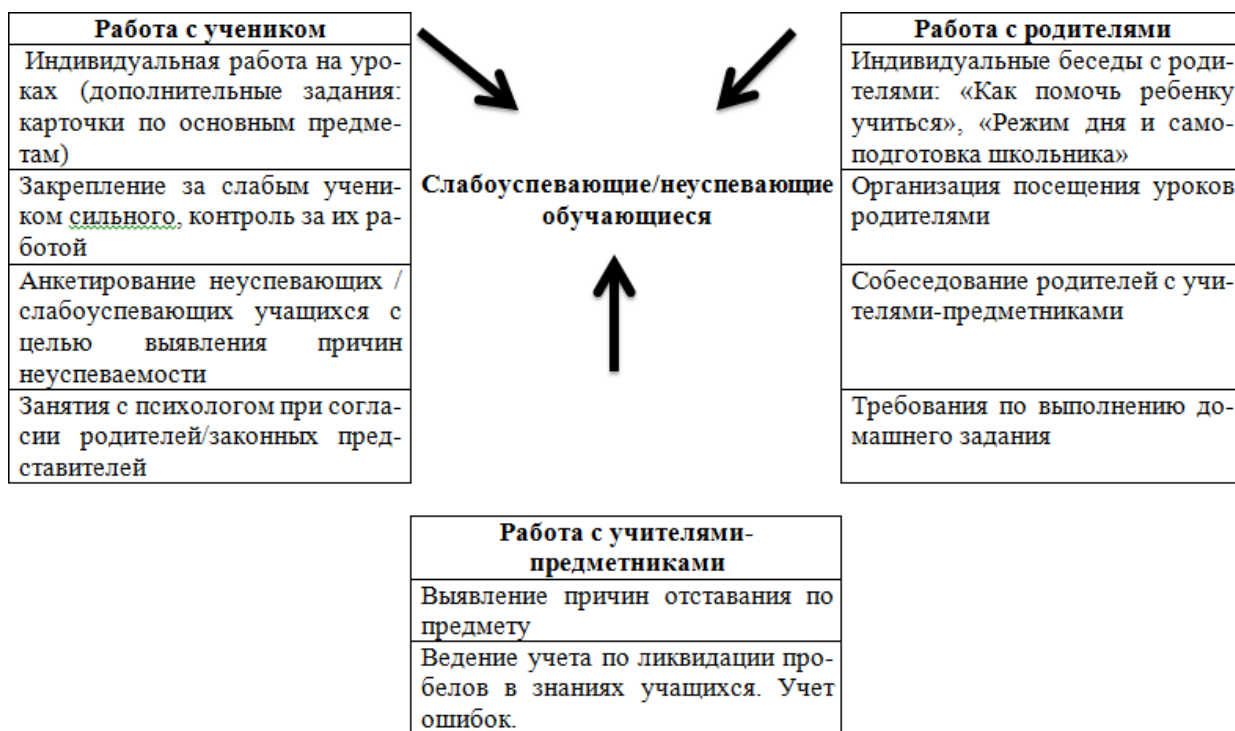 Работа с учеником
Индивидуальная работа на уро-
ках (дополнительные задания:
карточки по основным предме-
там)
Закрепление за слабым учени-
ком сильного, контроль за их ра-
ботой
Анкетирование неуспевающих /
слабоуспевающих учащихся с
целью выявления причин
неуспеваемости
Занятия с психологом при согла-
сии родителей/законных пред-
ставителей
Слабоуспевающие/неуспевающие
обучающиеся
Работа с родителями
Индивидуальные беседы с роди-
телями: «Как помочь ребенку
учиться», «Режим дня и само-
подготовка школьника»
Организация посещения уроков
родителями
Собеседование родителей с учи-
телями-предметниками
Требования по выполнению до-
машнего задания
Работа с учителями-
предметниками
Выявление причин отставания по
предмету
Ведение учета по ликвидации про-
белов в знаниях учащихся. Учет
ошибок.